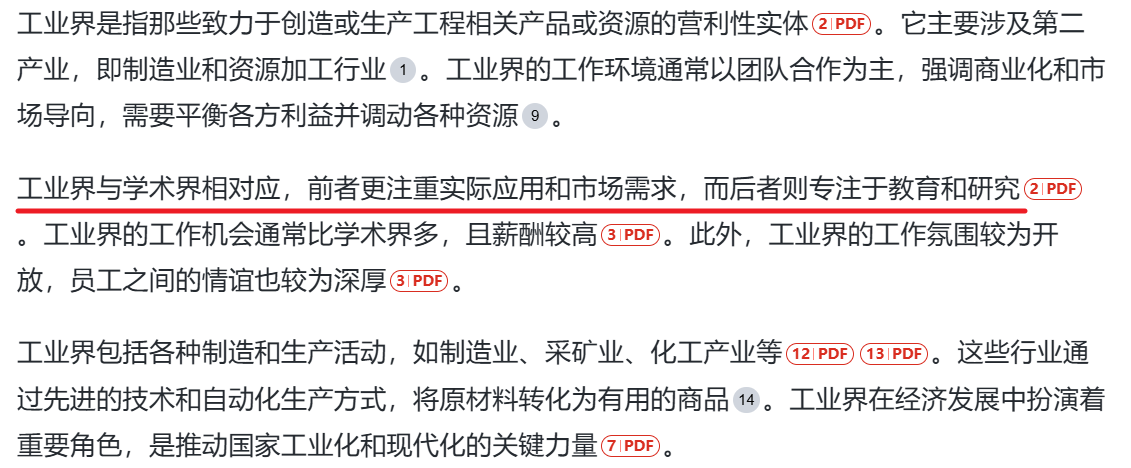 工业界是指那些致力于创造或生产工程相关产品或资源的营利性实体 2|PDF 。它主要涉及第二
产业，即制造业和资源加工行业 1 。工业界的工作环境通常以团队合作为主，强调商业化和市
场导向，需要平衡各方利益并调动各种资源 9 。
工业界与学术界相对应，前者更注重实际应用和市场需求，而后者则专注于教育和研究 2|PDF
。工业界的工作机会通常比学术界多，且薪酬较高 3|PDF 。此外，工业界的工作氛围较为开
放，员工之间的情谊也较为深厚 3|PDF 。
工业界包括各种制造和生产活动，如制造业、采矿业、化工产业等 12|PDF 13|PDF 。这些行业通
过先进的技术和自动化生产方式，将原材料转化为有用的商品 14 。工业界在经济发展中扮演着
重要角色，是推动国家工业化和现代化的关键力量 7|PDF 。